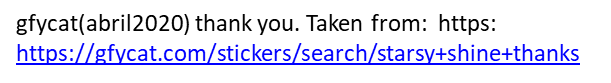 gfycat(abril2020) thank you. Taken from: https:
https://gfycat.com/stickers/search/starsy+shine+thanks